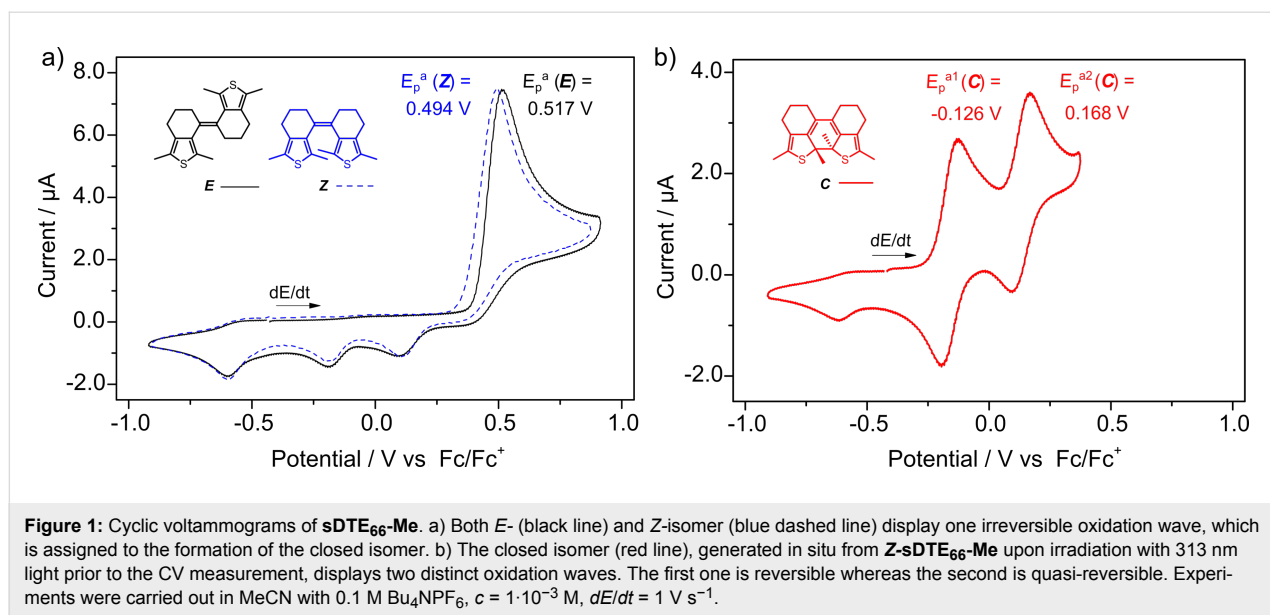 a)
8.0
6.0
4.0
2.0
0.0
-2.0
Current / µA
E_p^a (Z) =
0.494 V
E_p^a (E) =
0.517 V
S
S
S
S
E
Z
dE/dt
-1.0 -0.5 0.0 0.5 1.0
Potential / V vs Fc/Fc⁺
b)
4.0
2.0
0.0
-2.0
Current / µA
E_p^a1 (C) =
-0.126 V
E_p^a2 (C) =
0.168 V
S
S
C
dE/dt
-1.0 -0.5 0.0 0.5 1.0
Potential / V vs Fc/Fc⁺
Figure 1: Cyclic voltammograms of sDTE₆₆-Me. a) Both E- (black line) and Z-isomer (blue dashed line) display one irreversible oxidation wave, which
is assigned to the formation of the closed isomer. b) The closed isomer (red line), generated in situ from Z-sDTE₆₆-Me upon irradiation with 313 nm
light prior to the CV measurement, displays two distinct oxidation waves. The first one is reversible whereas the second is quasi-reversible. Experi-
ments were carried out in MeCN with 0.1 M Bu₄NPF₆, c = 1·10⁻³ M, dE/dt = 1 V s⁻¹.